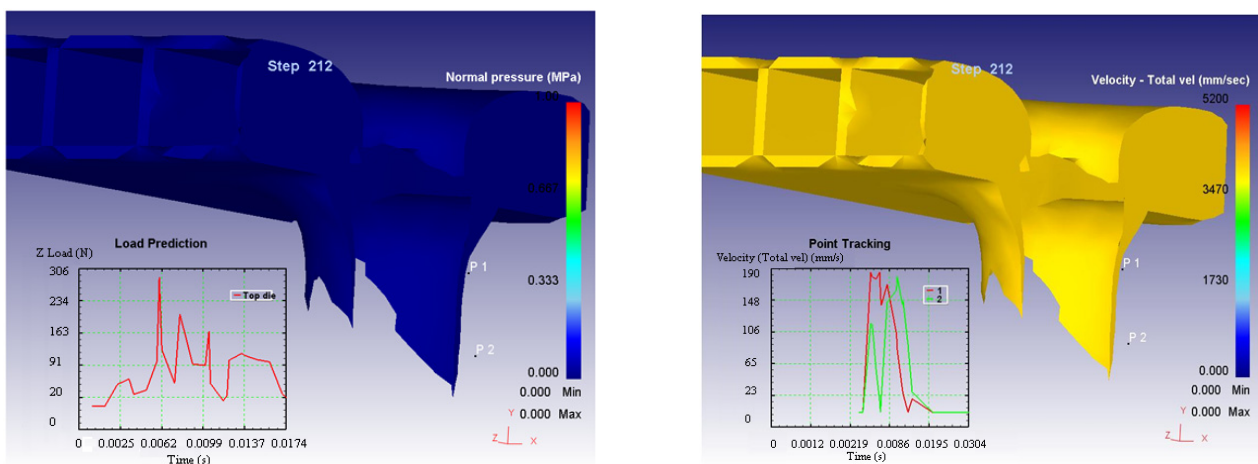 Step 212
Normal pressure (MPa)
1.00
0.667
0.333
0.000
0.000 Min
0.000 Max
P 1
P 2
Load Prediction
Z Load (N)
306
234
163
91
20
0
Top die
0 0.0025 0.0062 0.0099 0.0137 0.0174
Time (s)
Y
Z X
Step 212
Velocity - Total vel (mm/sec)
5200
3470
1730
0.000
0.000 Min
0.000 Max
P 1
P 2
Point Tracking
Velocity (Total vel) (mm/s)
190
148
106
65
23
0
1
2
0 0.0012 0.00219 0.0086 0.0195 0.0304
Time (s)
Y
Z X